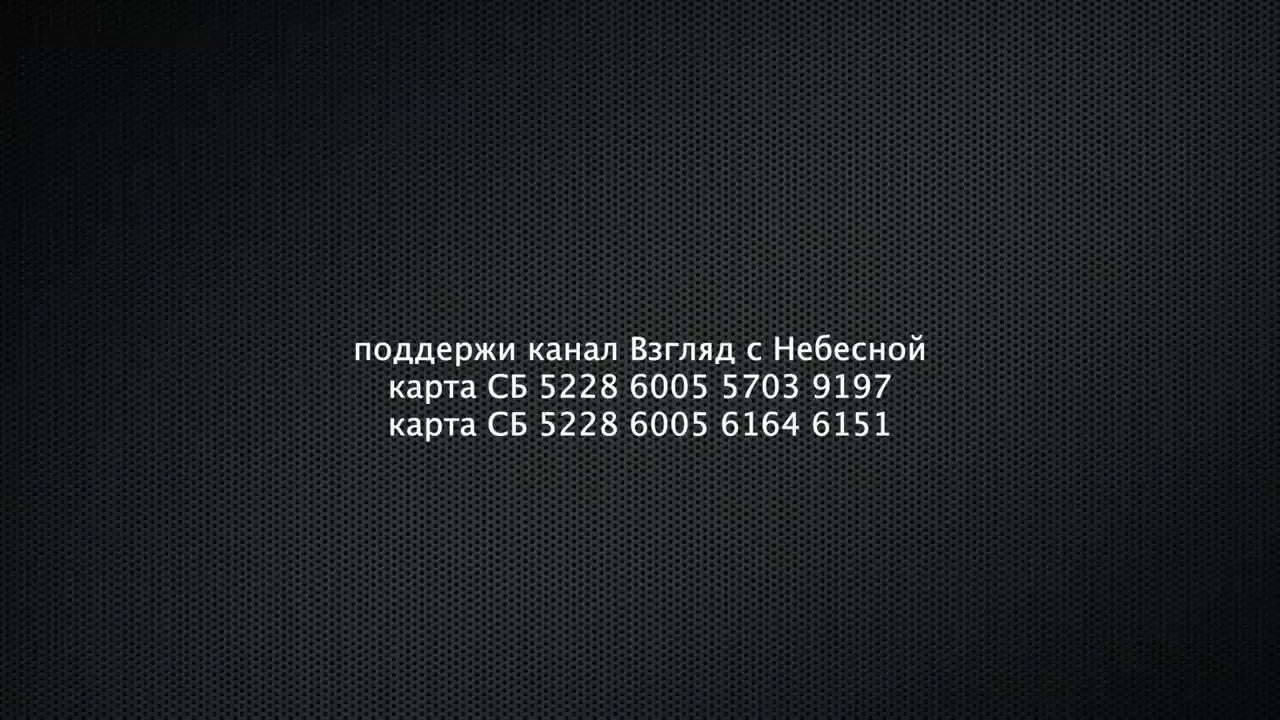 поддержи канал Взгляд с Небесной
карта СБ 5228 6005 5703 9197
карта СБ 5228 6005 6164 6151